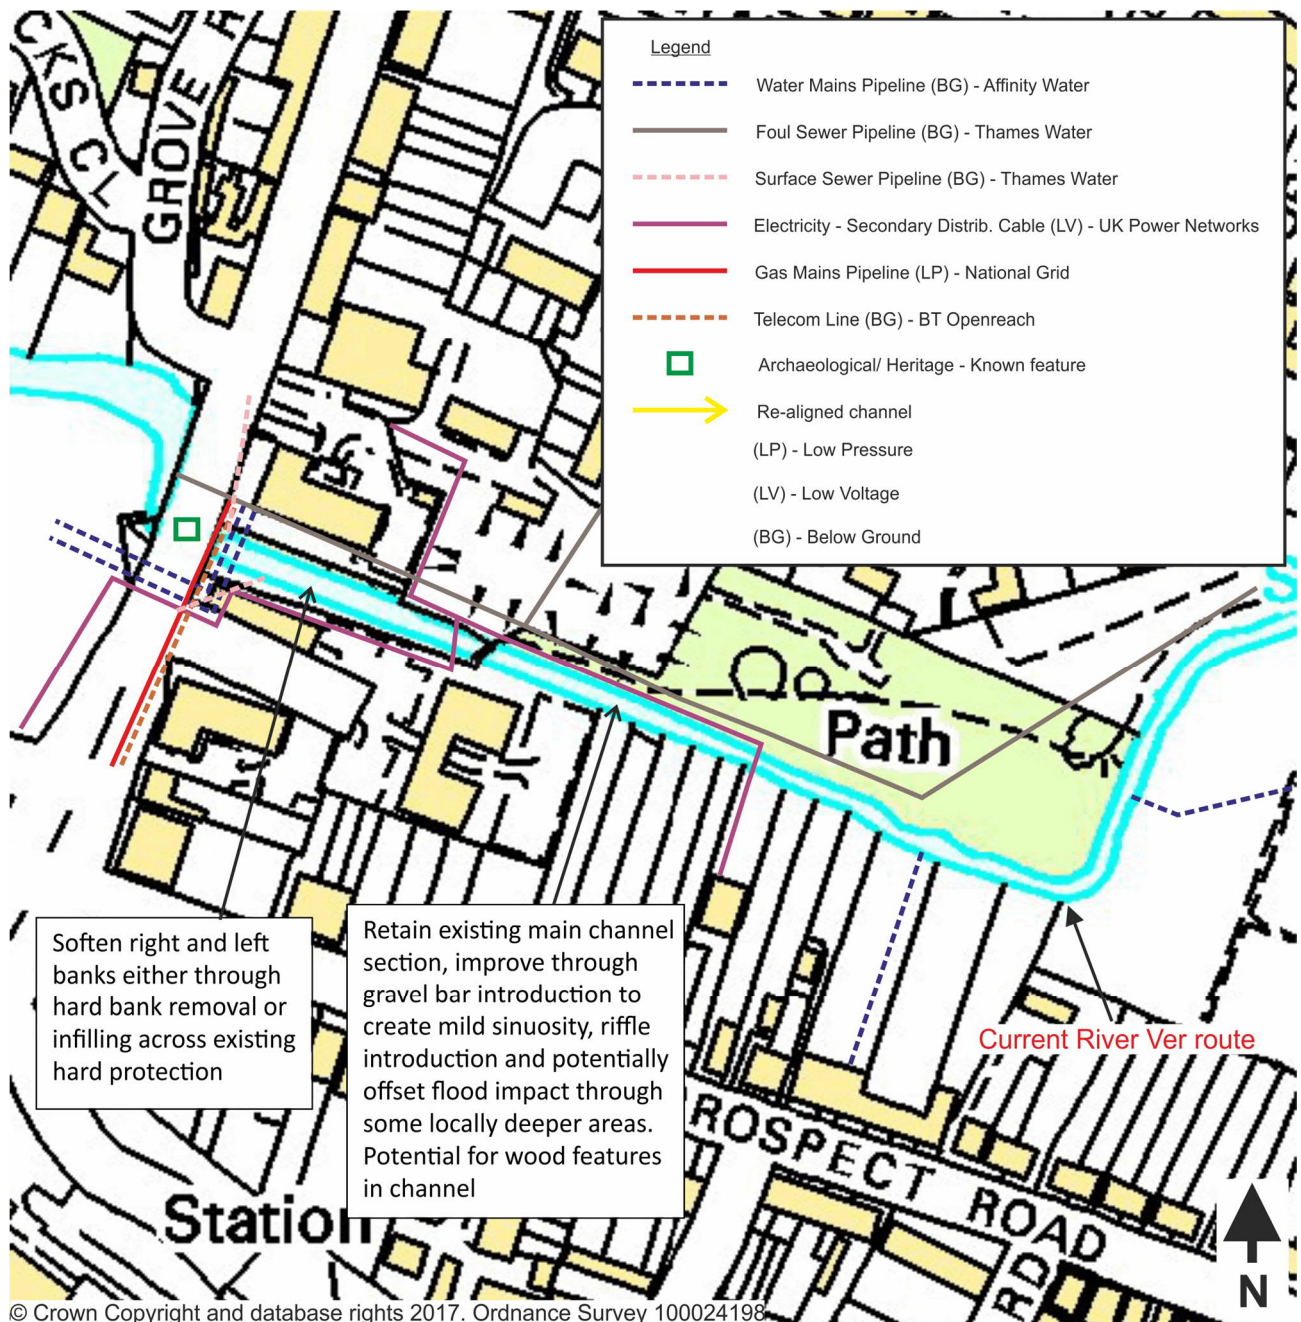 CKS CL
GROVE R
Legend
Water Mains Pipeline (BG) - Affinity Water
Foul Sewer Pipeline (BG) - Thames Water
Surface Sewer Pipeline (BG) - Thames Water
Electricity - Secondary Distrib. Cable (LV) - UK Power Networks
Gas Mains Pipeline (LP) - National Grid
Telecom Line (BG) - BT Openreach
Archaeological/ Heritage - Known feature
Re-aligned channel
(LP) - Low Pressure
(LV) - Low Voltage
(BG) - Below Ground
Path
Soften right and left
banks either through
hard bank removal or
infilling across existing
hard protection
Retain existing main channel
section, improve through
gravel bar introduction to
create mild sinuosity, riffle
introduction and potentially
offset flood impact through
some locally deeper areas.
Potential for wood features
in channel
Current River Ver route
ROSPECT ROAD
RD
Station
N
© Crown Copyright and database rights 2017. Ordnance Survey 100024198